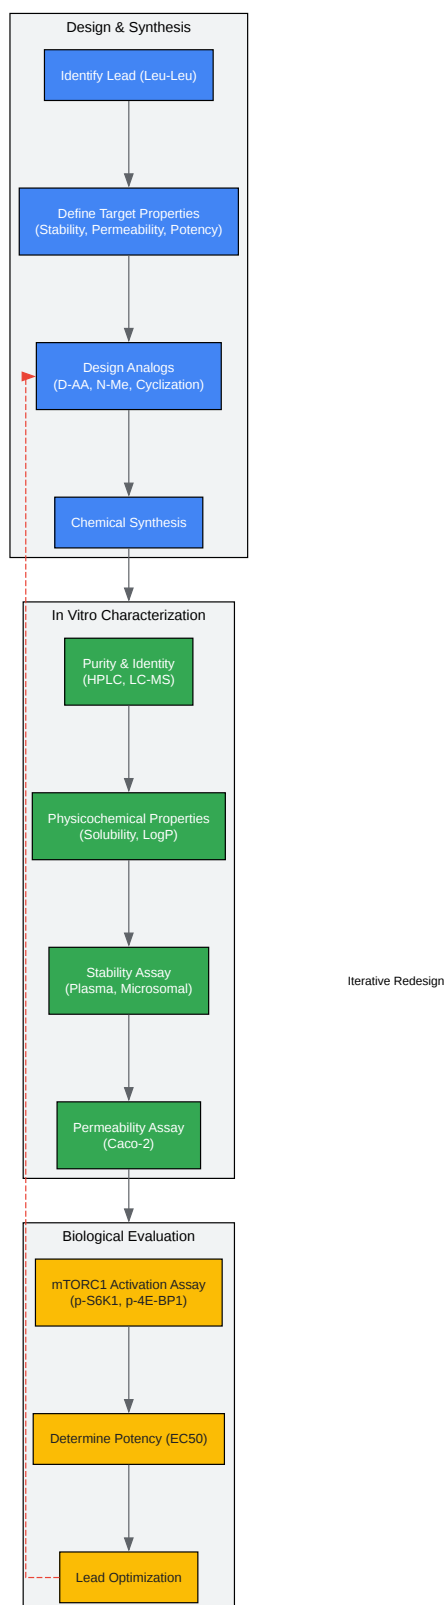 Design & Synthesis
Identify Lead (Leu-Leu)
Define Target Properties
(Stability, Permeability, Potency)
Design Analogs
(D-AA, N-Me, Cyclization)
Chemical Synthesis
In Vitro Characterization
Purity & Identity
(HPLC, LC-MS)
Physicochemical Properties
(Solubility, LogP)
Stability Assay
(Plasma, Microsomal)
Iterative Redesign
Permeability Assay
(Caco-2)
Biological Evaluation
mTORC1 Activation Assay
(p-S6K1, p-4E-BP1)
Determine Potency (EC50)
Lead Optimization